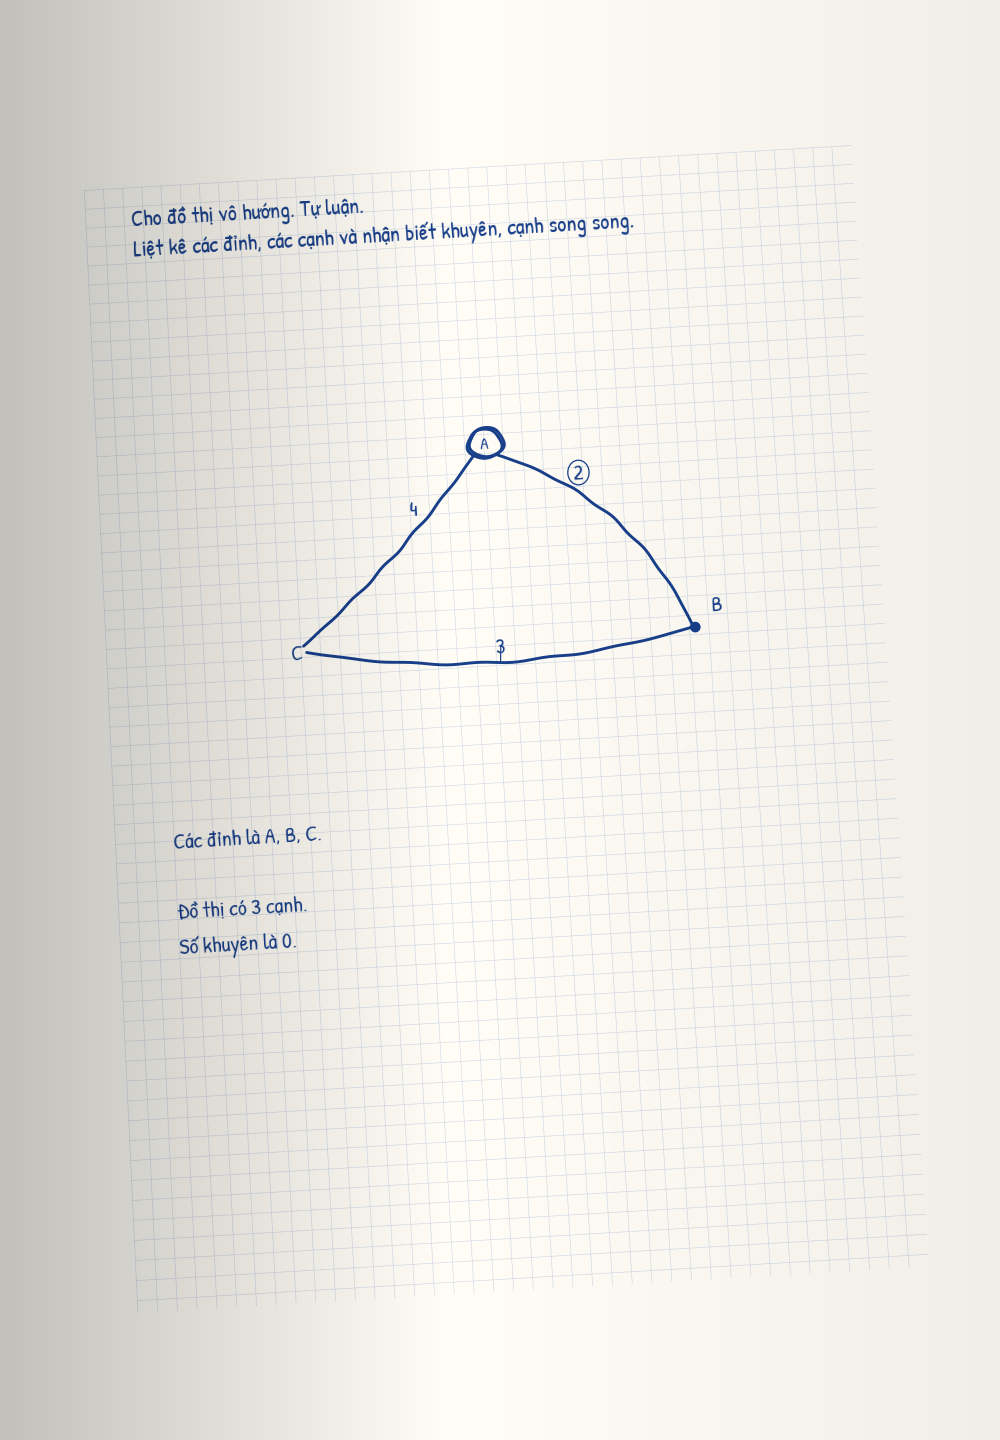 Cho đồ thị vô hướng. Tự luận.
Liệt kê các đỉnh, các cạnh và nhận biết khuyên, cạnh song song.
A
2
4
B
3
C
Các đỉnh là A, B, C.
Đồ thị có 3 cạnh.
Số khuyên là 0.